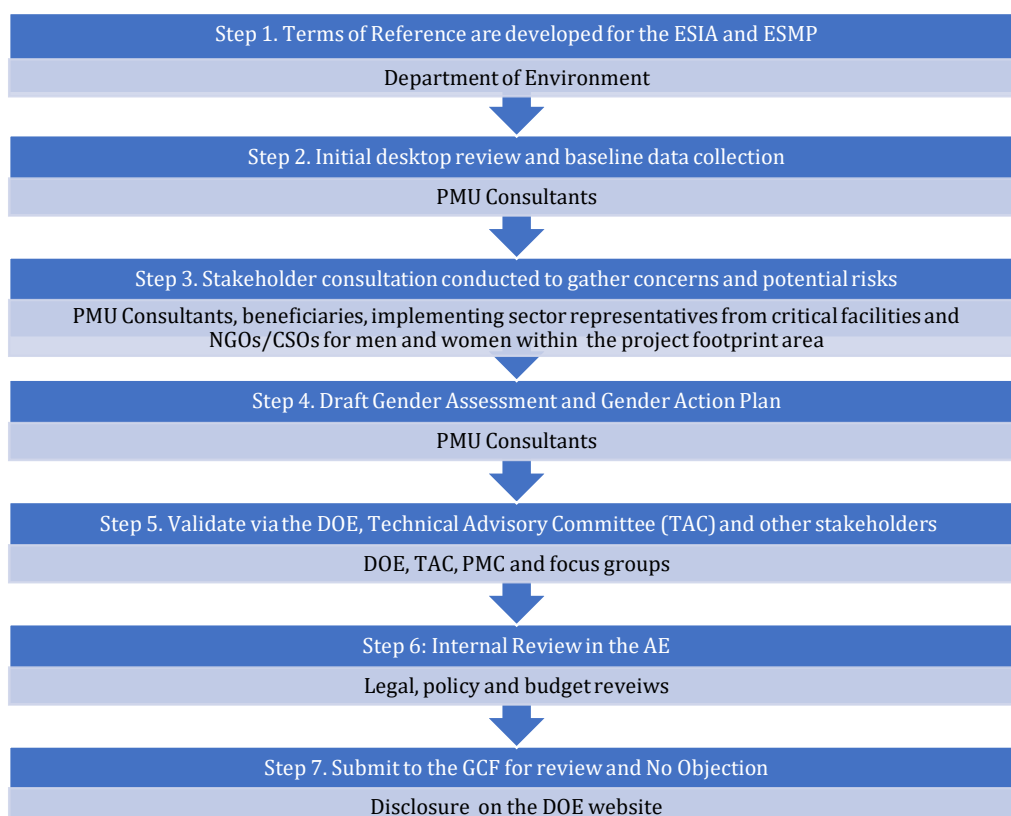 Step 1. Terms of Reference are developed for the ESIA and ESMP
Department of Environment
Step 2. Initial desktop review and baseline data collection
PMU Consultants
Step 3. Stakeholder consultation conducted to gather concerns and potential risks
PMU Consultants, beneficiaries, implementing sector representatives from critical facilities and
NGOs/CSOs for men and women within the project footprint area
Step 4. Draft Gender Assessment and Gender Action Plan
PMU Consultants
Step 5. Validate via the DOE, Technical Advisory Committee (TAC) and other stakeholders
DOE, TAC, PMC and focus groups
Step 6: Internal Review in the AE
Legal, policy and budget reveiws
Step 7. Submit to the GCF for review and No Objection
Disclosure on the DOE website